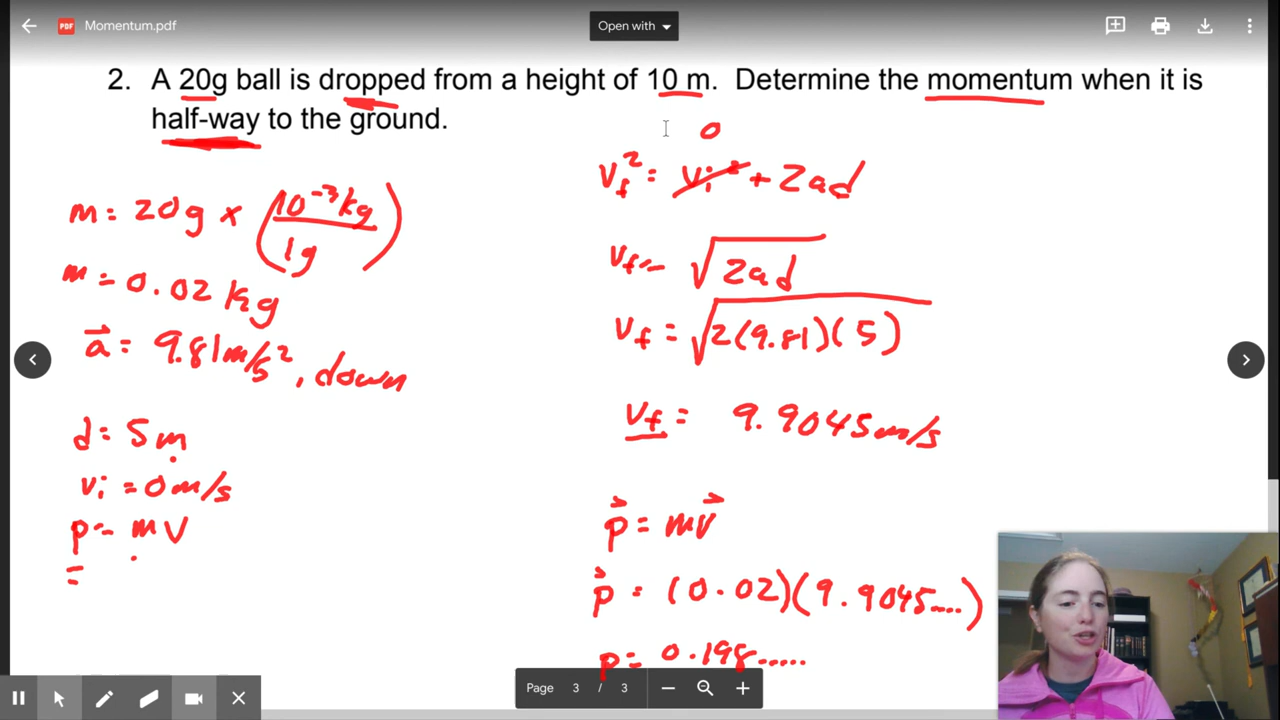 Momentum.pdf
PDF
Open with
2. A 20g ball is dropped from a height of 10 m. Determine the momentum when it is
half-way to the ground.
m = 20g × (10⁻³kg / 1g)
m = 0.02 kg
a⃗ = 9.81m/s², down
d = 5m
vi = 0m/s
p = mv
0
vf² = vi² + 2ad
vf = √2ad
vf = √2(9.81)(5)
vf = 9.9045m/s
p⃗ = mv⃗
p⃗ = (0.02)(9.9045....)
p = 0.198.....
Page 3 / 3